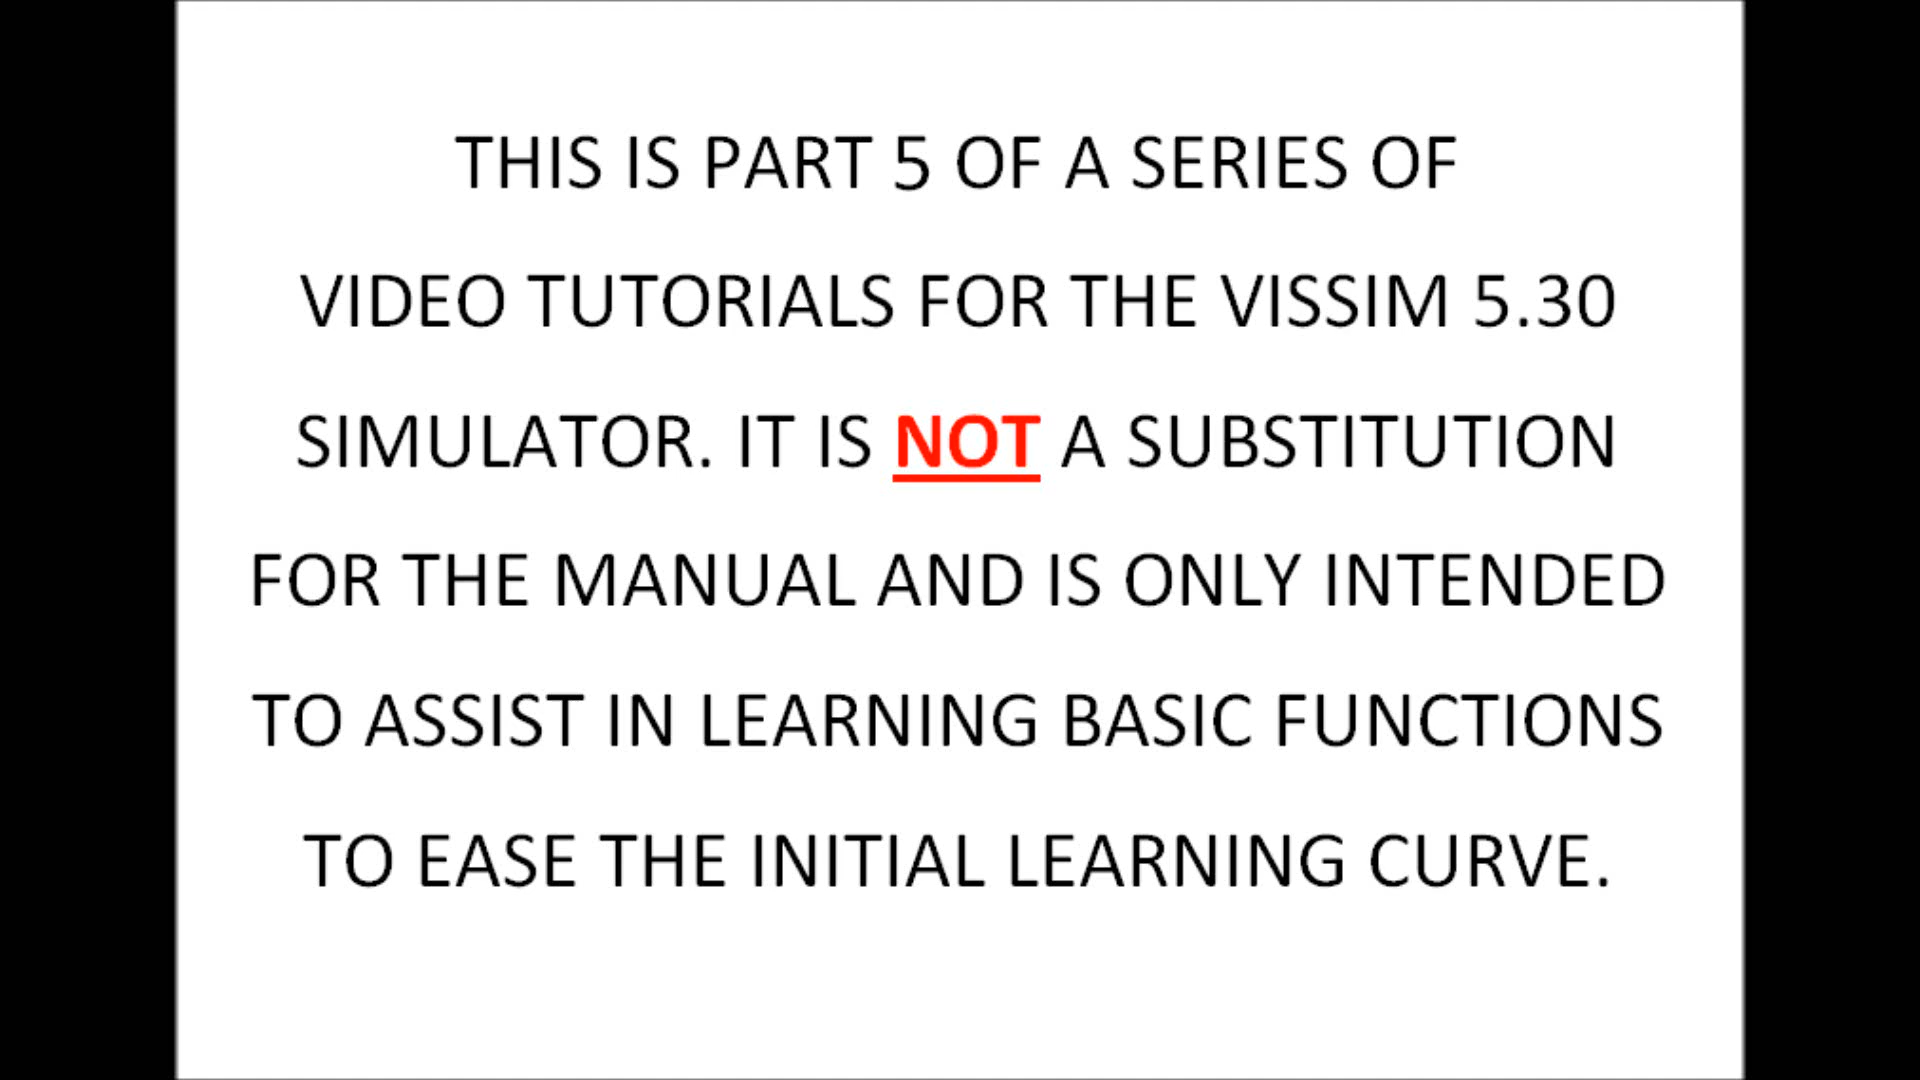 THIS IS PART 5 OF A SERIES OF
VIDEO TUTORIALS FOR THE VISSIM 5.30
SIMULATOR. IT IS NOT A SUBSTITUTION
FOR THE MANUAL AND IS ONLY INTENDED
TO ASSIST IN LEARNING BASIC FUNCTIONS
TO EASE THE INITIAL LEARNING CURVE.